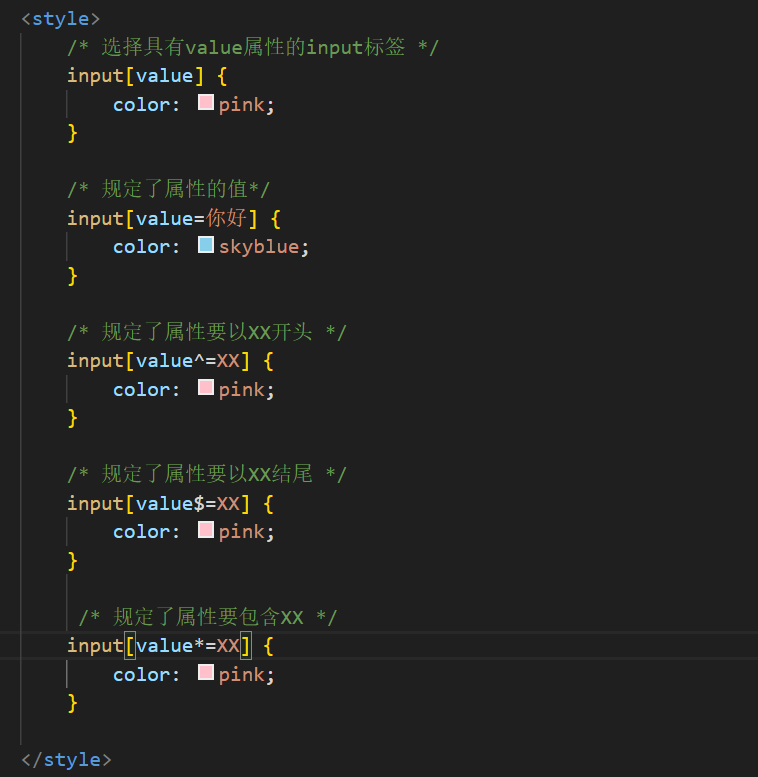 <style>
/* 选择具有value属性的input标签 */
input[value] {
color: pink;
}
/* 规定了属性的值*/
input[value=你好] {
color: skyblue;
}
/* 规定了属性要以XX开头 */
input[value^=XX] {
color: pink;
}
/* 规定了属性要以XX结尾 */
input[value$=XX] {
color: pink;
}
/* 规定了属性要包含XX */
input[value*=XX] {
color: pink;
}
</style>